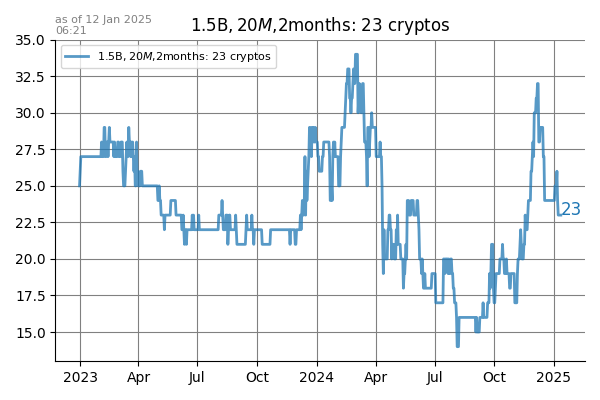 as of 12 Jan 2025
06:21
1.5B, 20M,2months: 23 cryptos
1.5B, 20M,2months: 23 cryptos
35.0
32.5
30.0
27.5
25.0
22.5
20.0
17.5
15.0
23
2023 Apr Jul Oct 2024 Apr Jul Oct 2025